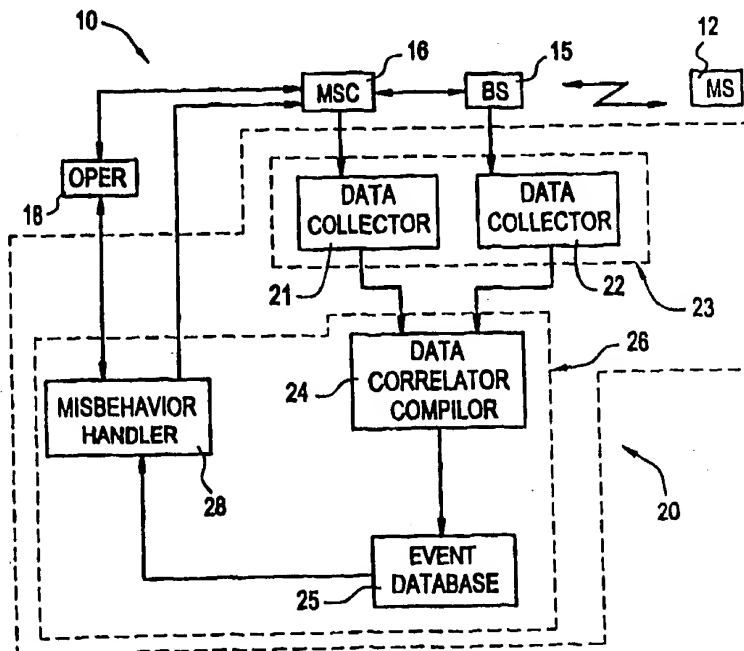 10
16
15
12
MSC
BS
MS
OPER
18
DATA
COLLECTOR
DATA
COLLECTOR
21
22
23
26
DATA
CORRELATOR
COMPILOR
24
MISBEHAVIOR
HANDLER
28
20
EVENT
DATABASE
25